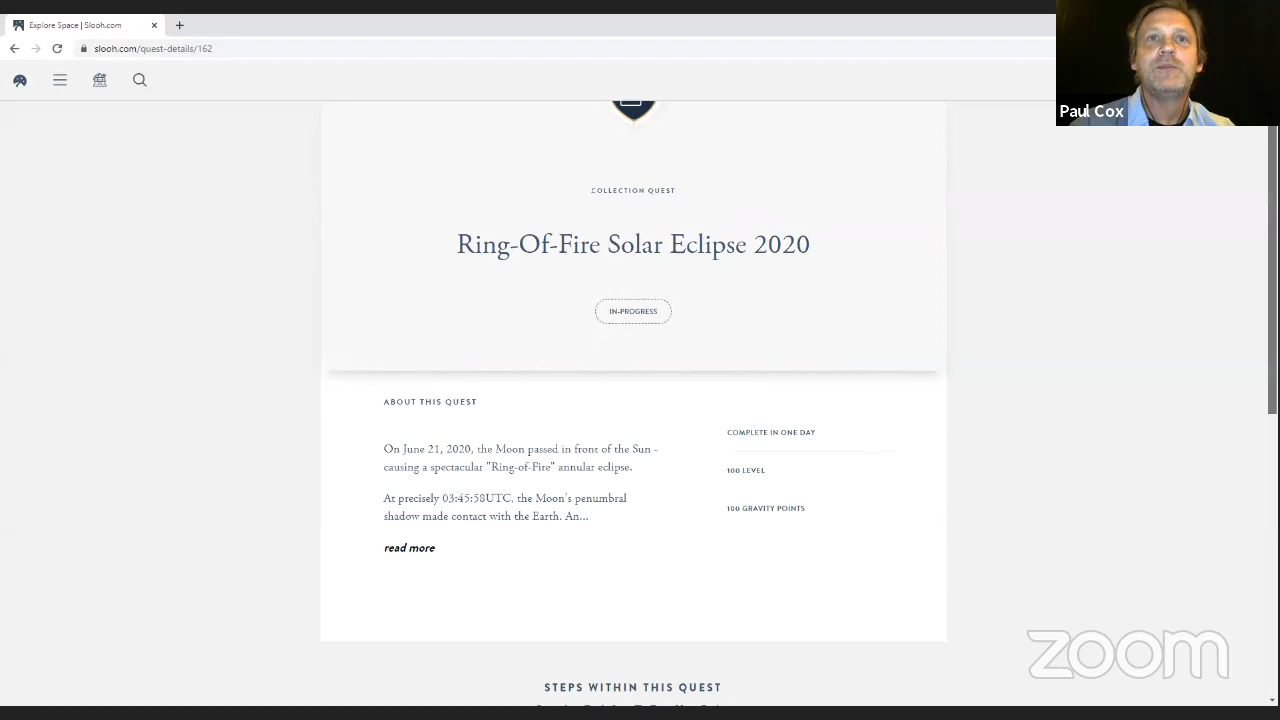 Explore Space | Slooh.com
slooh.com/quest-details/162
Paul Cox
COLLECTION QUEST
Ring-Of-Fire Solar Eclipse 2020
IN-PROGRESS
ABOUT THIS QUEST
On June 21, 2020, the Moon passed in front of the Sun -
causing a spectacular "Ring-of-Fire" annular eclipse.
At precisely 03:45:58UTC, the Moon's penumbral
shadow made contact with the Earth. An...
read more
COMPLETE IN ONE DAY
100 LEVEL
100 GRAVITY POINTS
zoom
STEPS WITHIN THIS QUEST